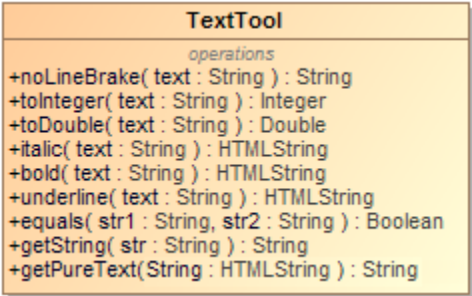 TextTool
operations
+noLineBrake( text : String ) : String
+toInteger( text : String ) : Integer
+toDouble( text : String ) : Double
+italic( text : String ) : HTMLString
+bold( text : String ) : HTMLString
+underline( text : String ) : HTMLString
+equals( str1 : String, str2 : String ) : Boolean
+getString( str : String ) : String
+getPureText(String : HTMLString ) : String